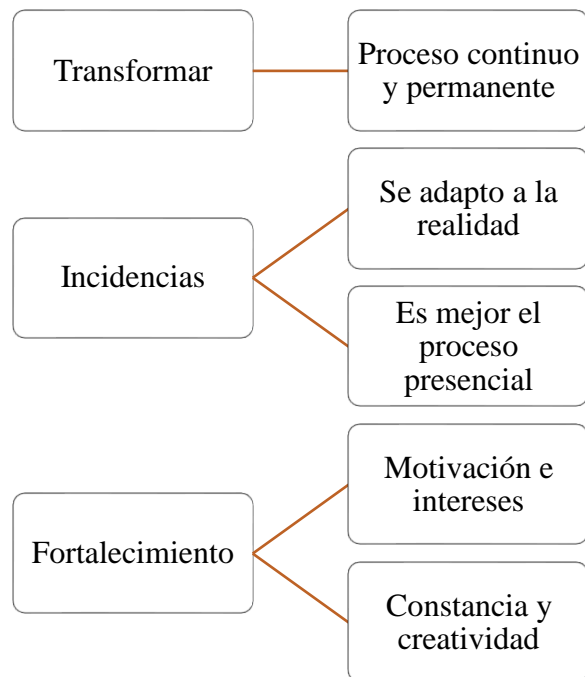 Transformar
Proceso continuo
y permanente
Incidencias
Se adapto a la
realidad
Es mejor el
proceso
presencial
Fortalecimiento
Motivación e
intereses
Constancia y
creatividad